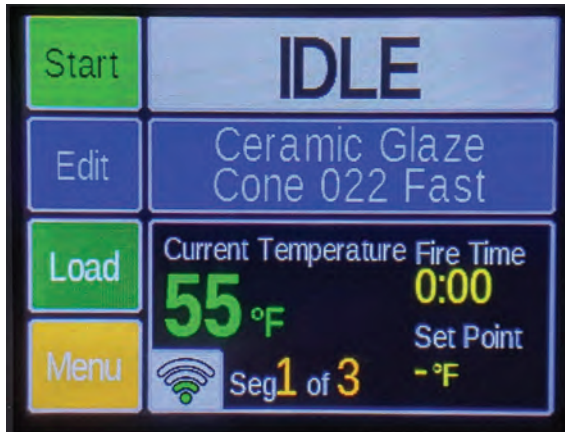 Start
IDLE
Edit
Ceramic Glaze
Cone 022 Fast
Load
Current Temperature
55 °F
Fire Time
0:00
Set Point
- °F
Menu
Seg1 of 3